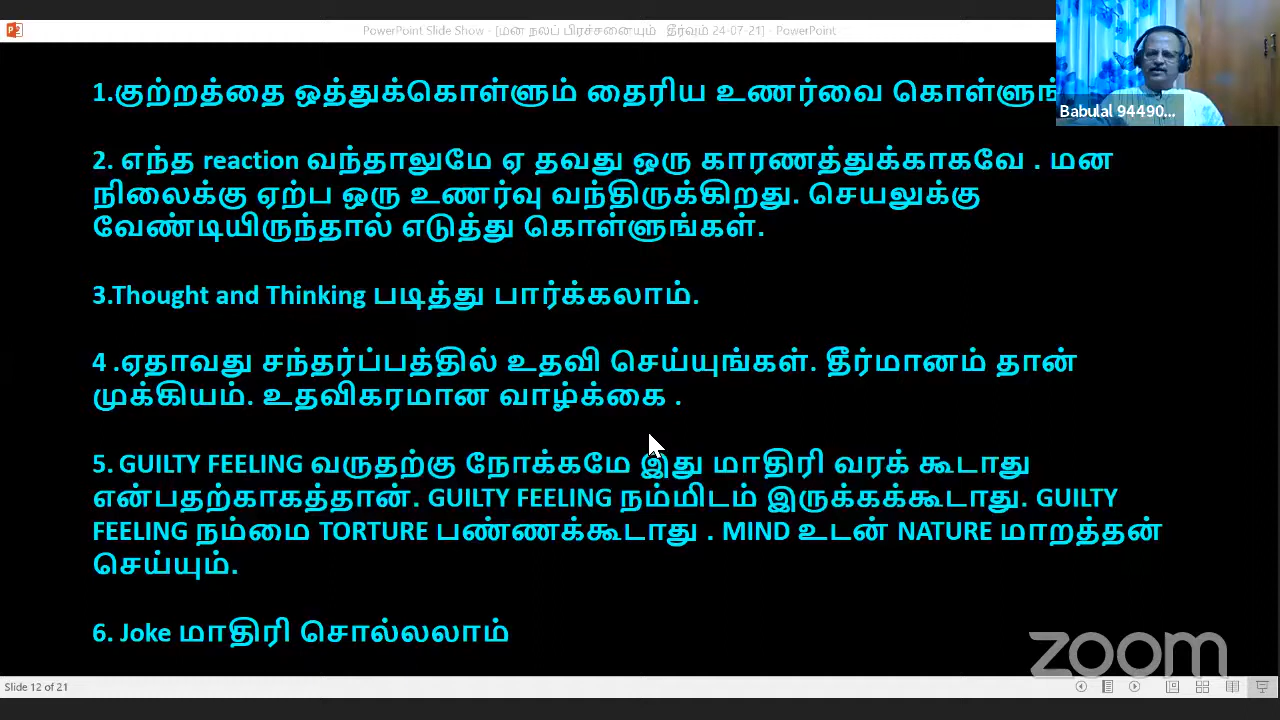 PowerPoint Slide Show - [மன நலப் பிரச்சனையும் தீர்வும் 24-07-21] - PowerPoint
1.குற்றத்தை ஒத்துக்கொள்ளும் தைரிய உணர்வை கொள்ளுங்
Babulal 94490...
2. எந்த reaction வந்தாலுமே ஏ தவது ஒரு காரணத்துக்காகவே . மன
நிலைக்கு ஏற்ப ஒரு உணர்வு வந்திருக்கிறது. செயலுக்கு
வேண்டியிருந்தால் எடுத்து கொள்ளுங்கள்.
3.Thought and Thinking படித்து பார்க்கலாம்.
4 .ஏதாவது சந்தர்ப்பத்தில் உதவி செய்யுங்கள். தீர்மானம் தான்
முக்கியம். உதவிகரமான வாழ்க்கை .
5. GUILTY FEELING வருதற்கு நோக்கமே இது மாதிரி வரக் கூடாது
என்பதற்காகத்தான். GUILTY FEELING நம்மிடம் இருக்கக்கூடாது. GUILTY
FEELING நம்மை TORTURE பண்ணக்கூடாது . MIND உடன் NATURE மாறத்தன்
செய்யும்.
6. Joke மாதிரி சொல்லலாம்
zoom
Slide 12 of 21